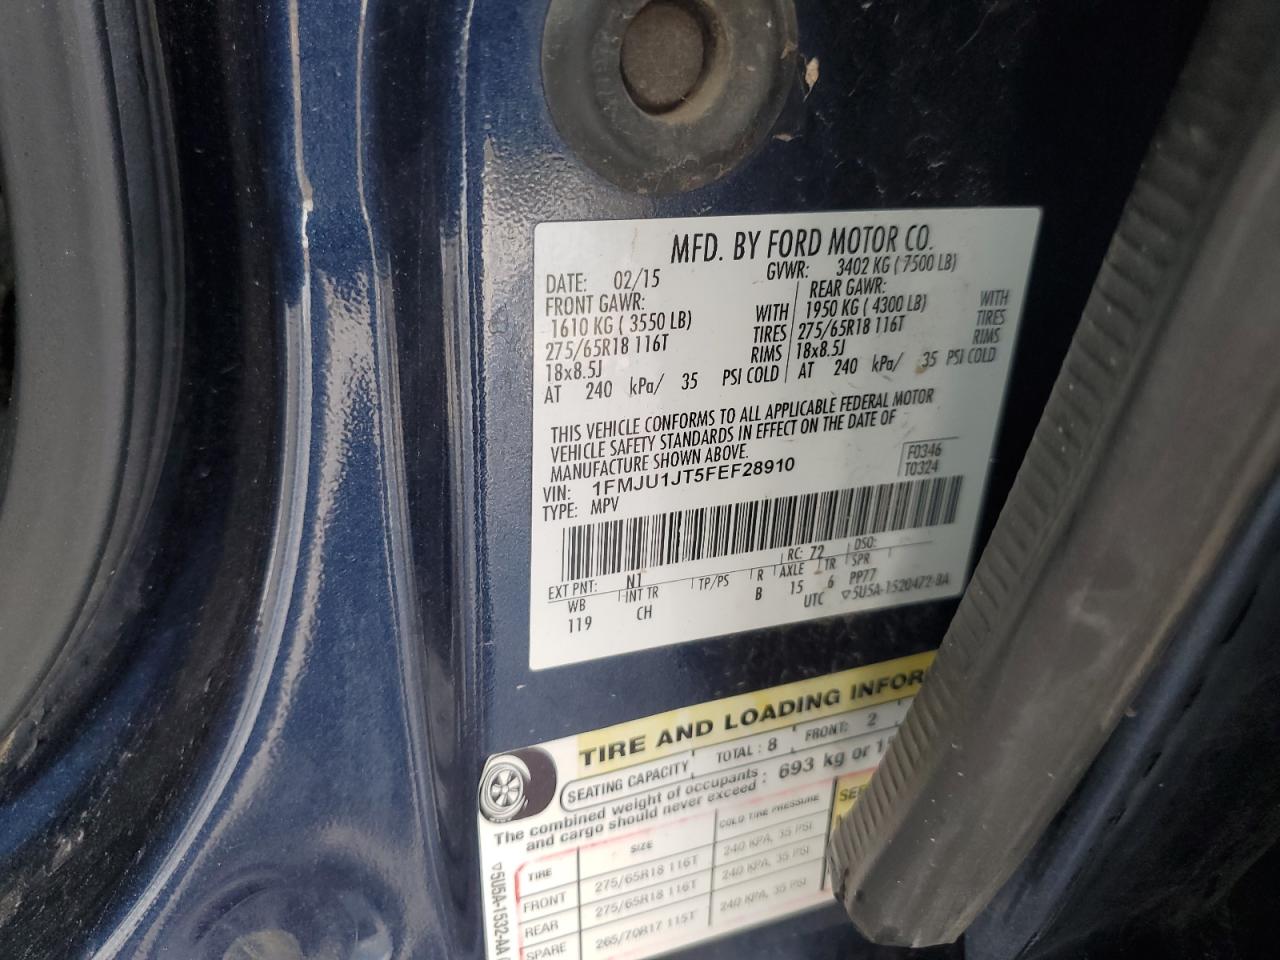 MFD. BY FORD MOTOR CO.
DATE: 02/15 GVWR: 3402 KG ( 7500 LB)
FRONT GAWR: REAR GAWR:
1610 KG ( 3550 LB) WITH 1950 KG ( 4300 LB) WITH
275/65R18 116T TIRES 275/65R18 116T TIRES
18x8.5J RIMS 18x8.5J RIMS
AT 240 kPa/ 35 PSI COLD AT 240 kPa/ 35 PSI COLD
THIS VEHICLE CONFORMS TO ALL APPLICABLE FEDERAL MOTOR
VEHICLE SAFETY STANDARDS IN EFFECT ON THE DATE OF
MANUFACTURE SHOWN ABOVE.
F0346
T0324
VIN: 1FMJU1JT5FEF28910
TYPE: MPV
EXT PNT: N1 RC: 72 DSO:
WB INT TR TP/PS R AXLE TR SPR
119 CH B 15 6 PP77
UTC ▽5U5A-1520472-BA
TIRE AND LOADING
SEATING CAPACITY TOTAL : 8 FRONT: 2
The combined weight of occupants : 693 kg or
and cargo should never exceed
TIRE SIZE COLD TIRE PRESSURE
FRONT 275/65R18 116T 240 KPA, 35 PSI
REAR 275/65R18 116T 240 KPA, 35 PSI
SPARE 265/70R17 115T 240 KPA, 35 PSI
▽5U5A-1532-AA